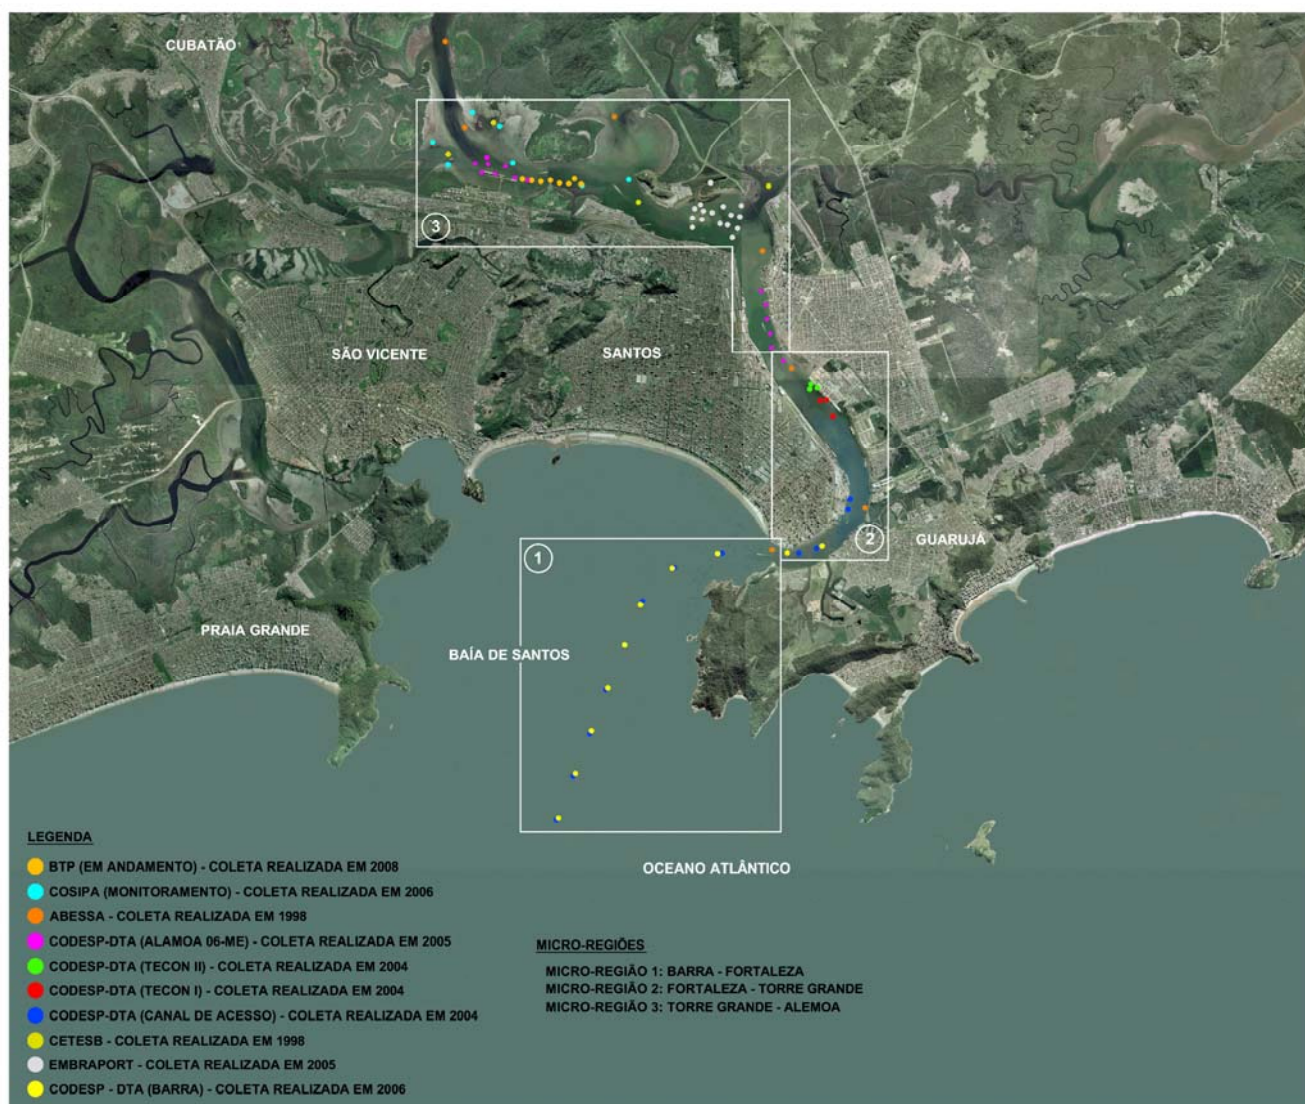 CUBATÃO
3
SÃO VICENTE
SANTOS
2
GUARUJÁ
1
PRAIA GRANDE
BAÍA DE SANTOS
OCEANO ATLÂNTICO
LEGENDA
BTP (EM ANDAMENTO) - COLETA REALIZADA EM 2008
COSIPA (MONITORAMENTO) - COLETA REALIZADA EM 2006
ABESSA - COLETA REALIZADA EM 1998
CODESP-DTA (ALAMOA 06-ME) - COLETA REALIZADA EM 2005
CODESP-DTA (TECON II) - COLETA REALIZADA EM 2004
CODESP-DTA (TECON I) - COLETA REALIZADA EM 2004
CODESP-DTA (CANAL DE ACESSO) - COLETA REALIZADA EM 2004
CETESB - COLETA REALIZADA EM 1998
EMBRAPORT - COLETA REALIZADA EM 2005
CODESP - DTA (BARRA) - COLETA REALIZADA EM 2006
MICRO-REGIÕES
MICRO-REGIÃO 1: BARRA - FORTALEZA
MICRO-REGIÃO 2: FORTALEZA - TORRE GRANDE
MICRO-REGIÃO 3: TORRE GRANDE - ALEMOA